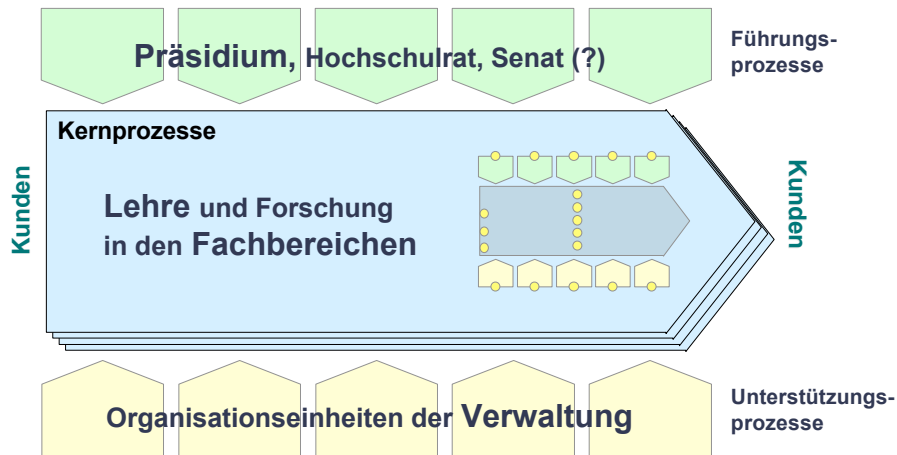 Präsidium, Hochschulrat, Senat (?)
Führungs-
prozesse
Kernprozesse
Kunden
Lehre und Forschung
in den Fachbereichen
Kunden
Organisationseinheiten der Verwaltung
Unterstützungs-
prozesse